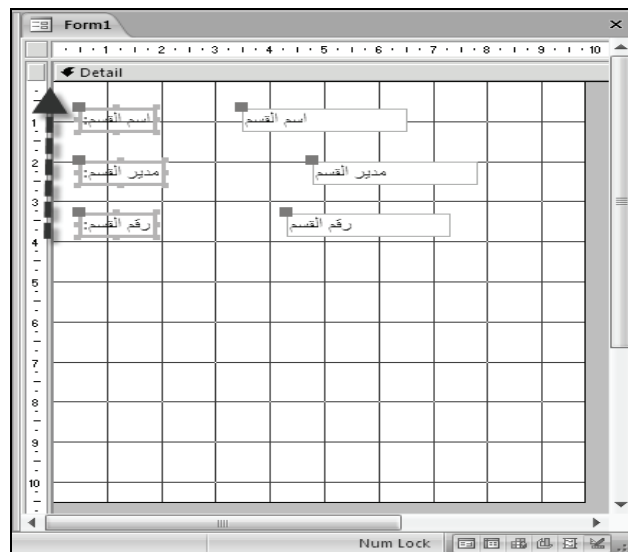 Form1
1 2 3 4 5 6 7 8 9 10
Detail
1
اسم القسم:
اسم القسم
2
مدير القسم:
مدير القسم
3
رقم القسم:
رقم القسم
4
5
6
7
8
9
10
Num Lock